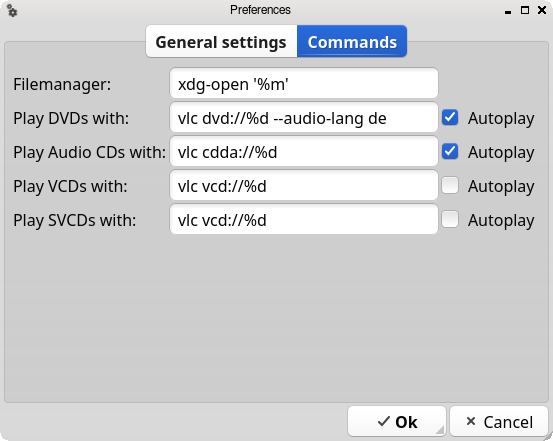 Preferences
General settings Commands
Filemanager: xdg-open '%m'
Play DVDs with: vlc dvd://%d --audio-lang de Autoplay
Play Audio CDs with: vlc cdda://%d Autoplay
Play VCDs with: vlc vcd://%d Autoplay
Play SVCDs with: vlc vcd://%d Autoplay
Ok Cancel